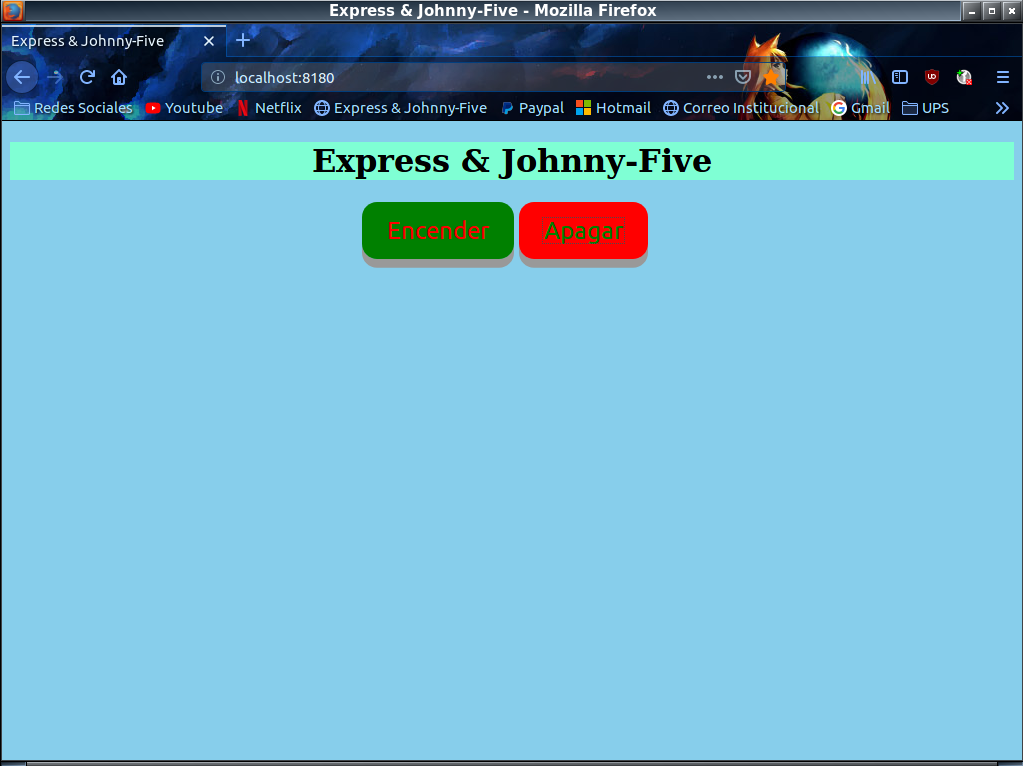 Express & Johnny-Five - Mozilla Firefox
Express & Johnny-Five
localhost:8180
Redes Sociales Youtube Netflix Express & Johnny-Five Paypal Hotmail Correo Institucional Gmail UPS
Express & Johnny-Five
Encender Apagar